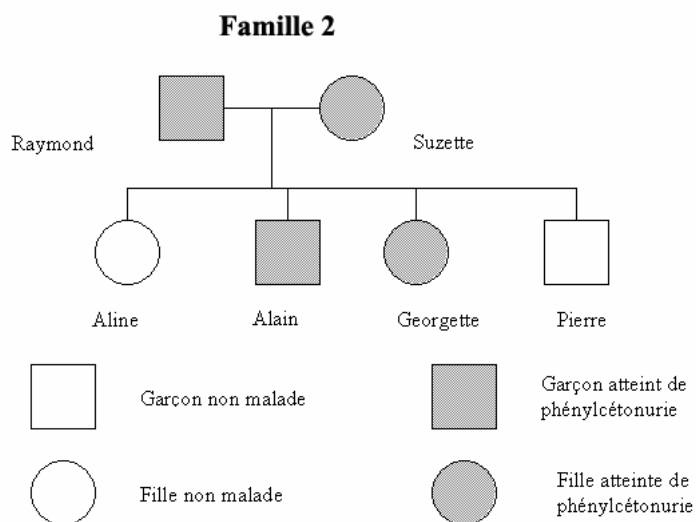 Famille 2
Raymond
Suzette
Aline
Alain
Georgette
Pierre
Garçon non malade
Garçon atteint de
phénylcétonurie
Fille non malade
Fille atteinte de
phénylcétonurie